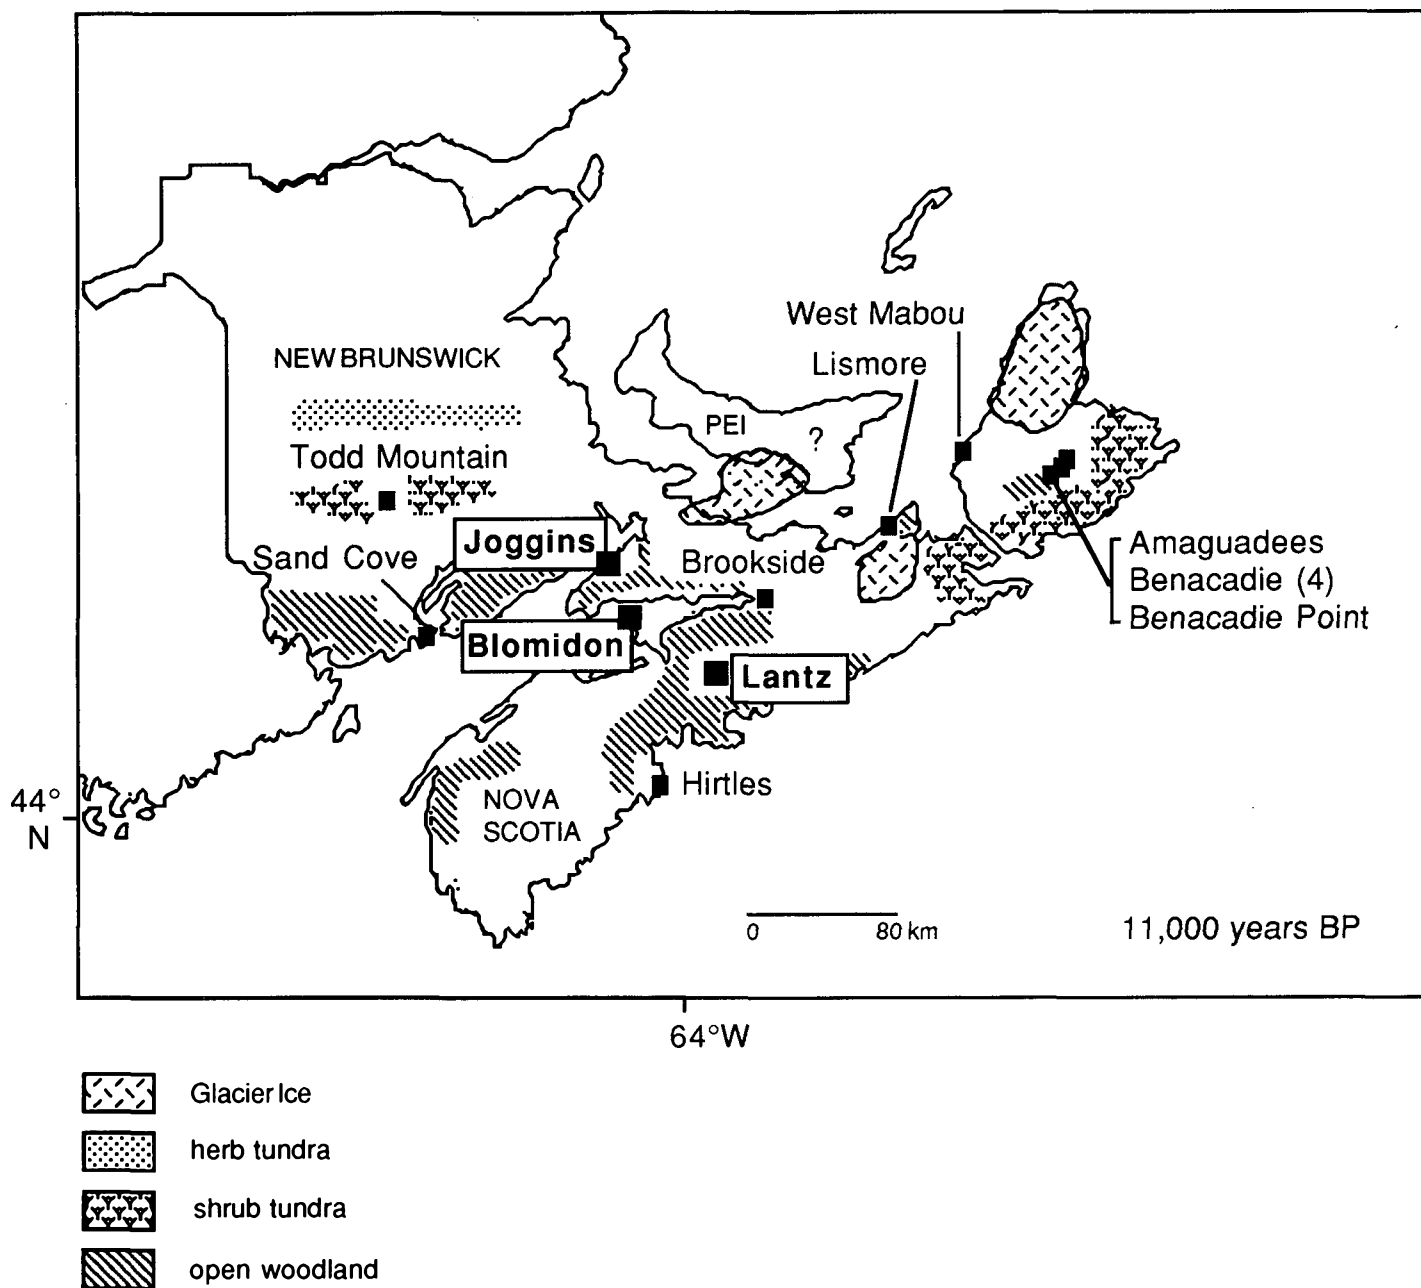 West Mabou
Lismore
NEW BRUNSWICK
PEI
?
Todd Mountain
Joggins
Sand Cove
Brookside
Amaguadees
Benacadie (4)
Benacadie Point
Blomidon
Lantz
Hirtles
44°
N
NOVA
SCOTIA
0 80 km
11,000 years BP
64°W
Glacier Ice
herb tundra
shrub tundra
open woodland